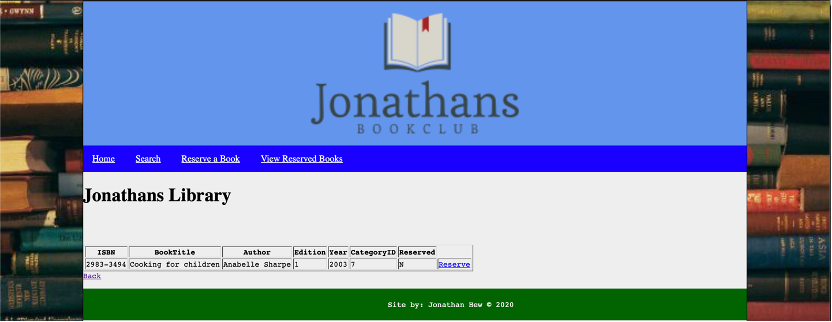 Jonathans
BOOKCLUB
Home Search Reserve a Book View Reserved Books
Jonathans Library
ISBN BookTitle Author Edition Year CategoryID Reserved
2983-3494 Cooking for children Anabelle Sharpe 1 2003 7 N Reserve
Back
Site by: Jonathan Hew © 2020